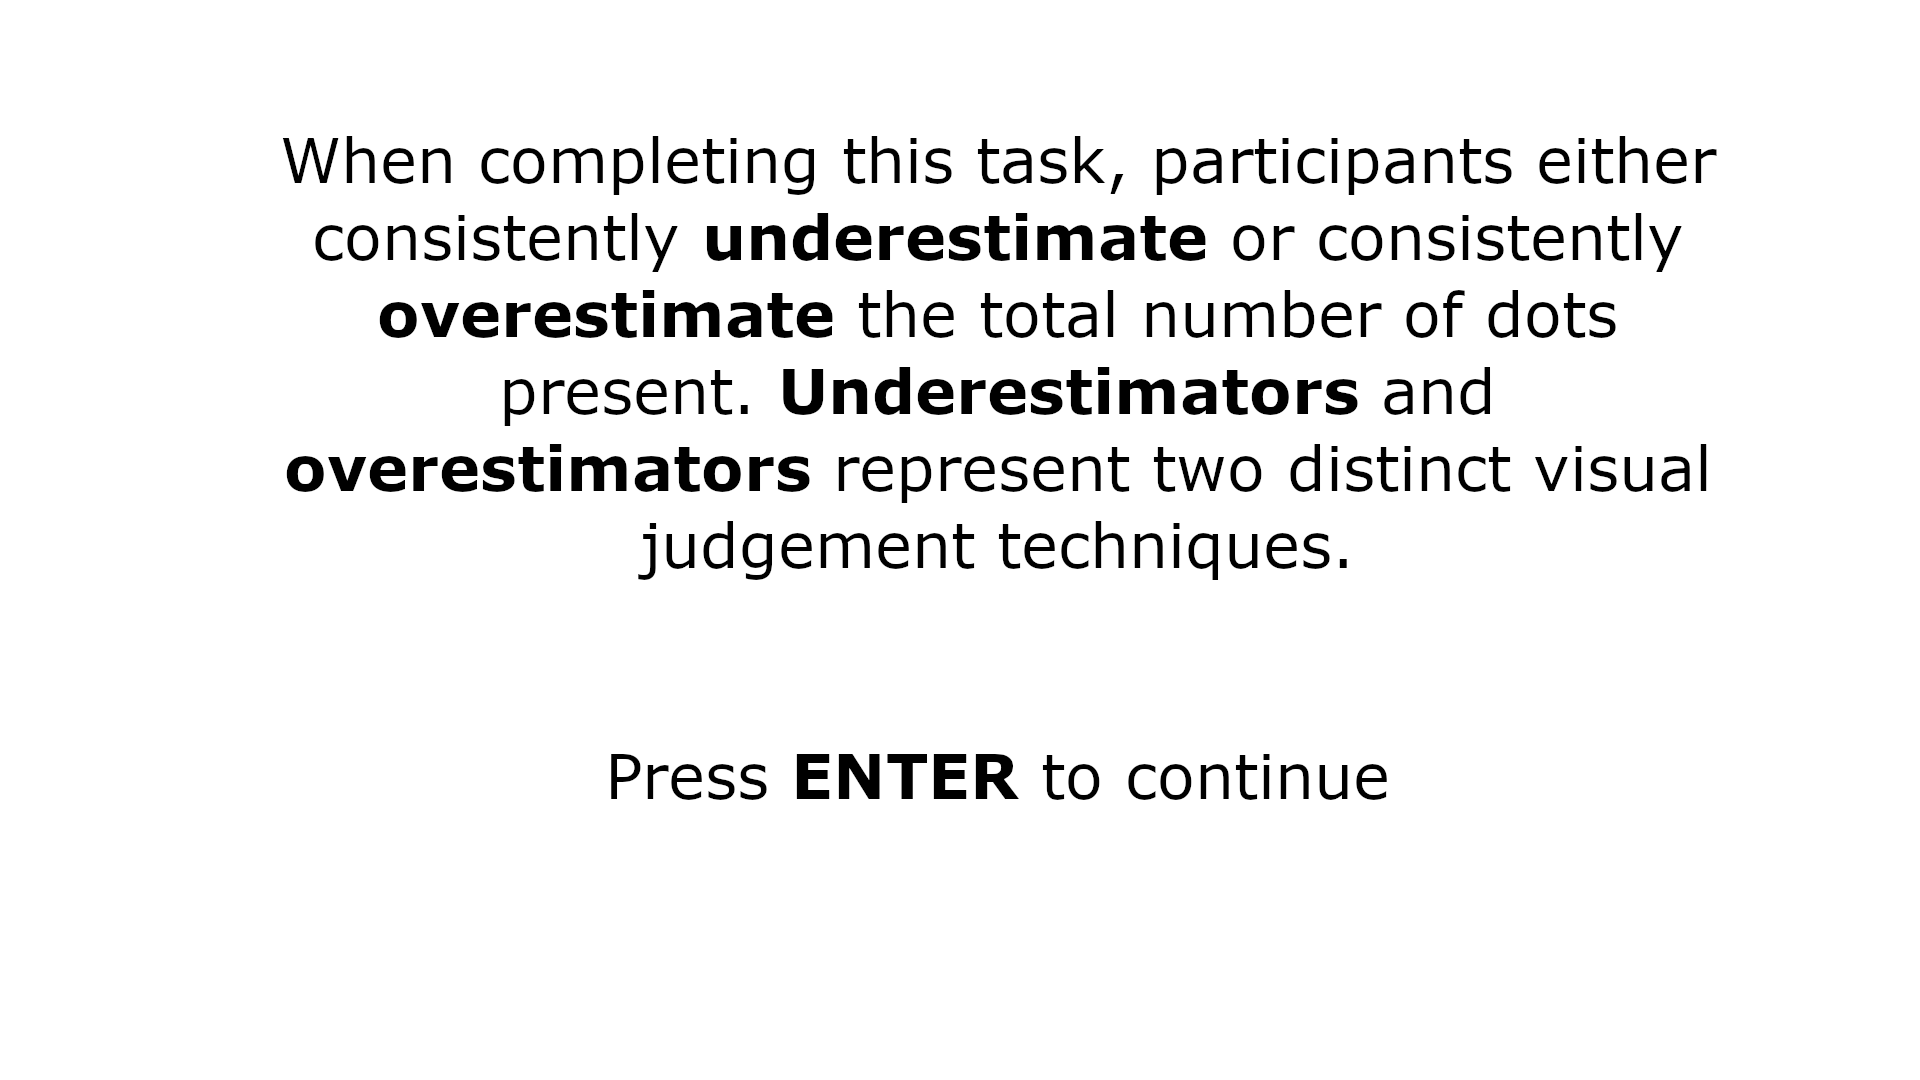 When completing this task, participants either
consistently underestimate or consistently
overestimate the total number of dots
present. Underestimators and
overestimators represent two distinct visual
judgement techniques.
Press ENTER to continue